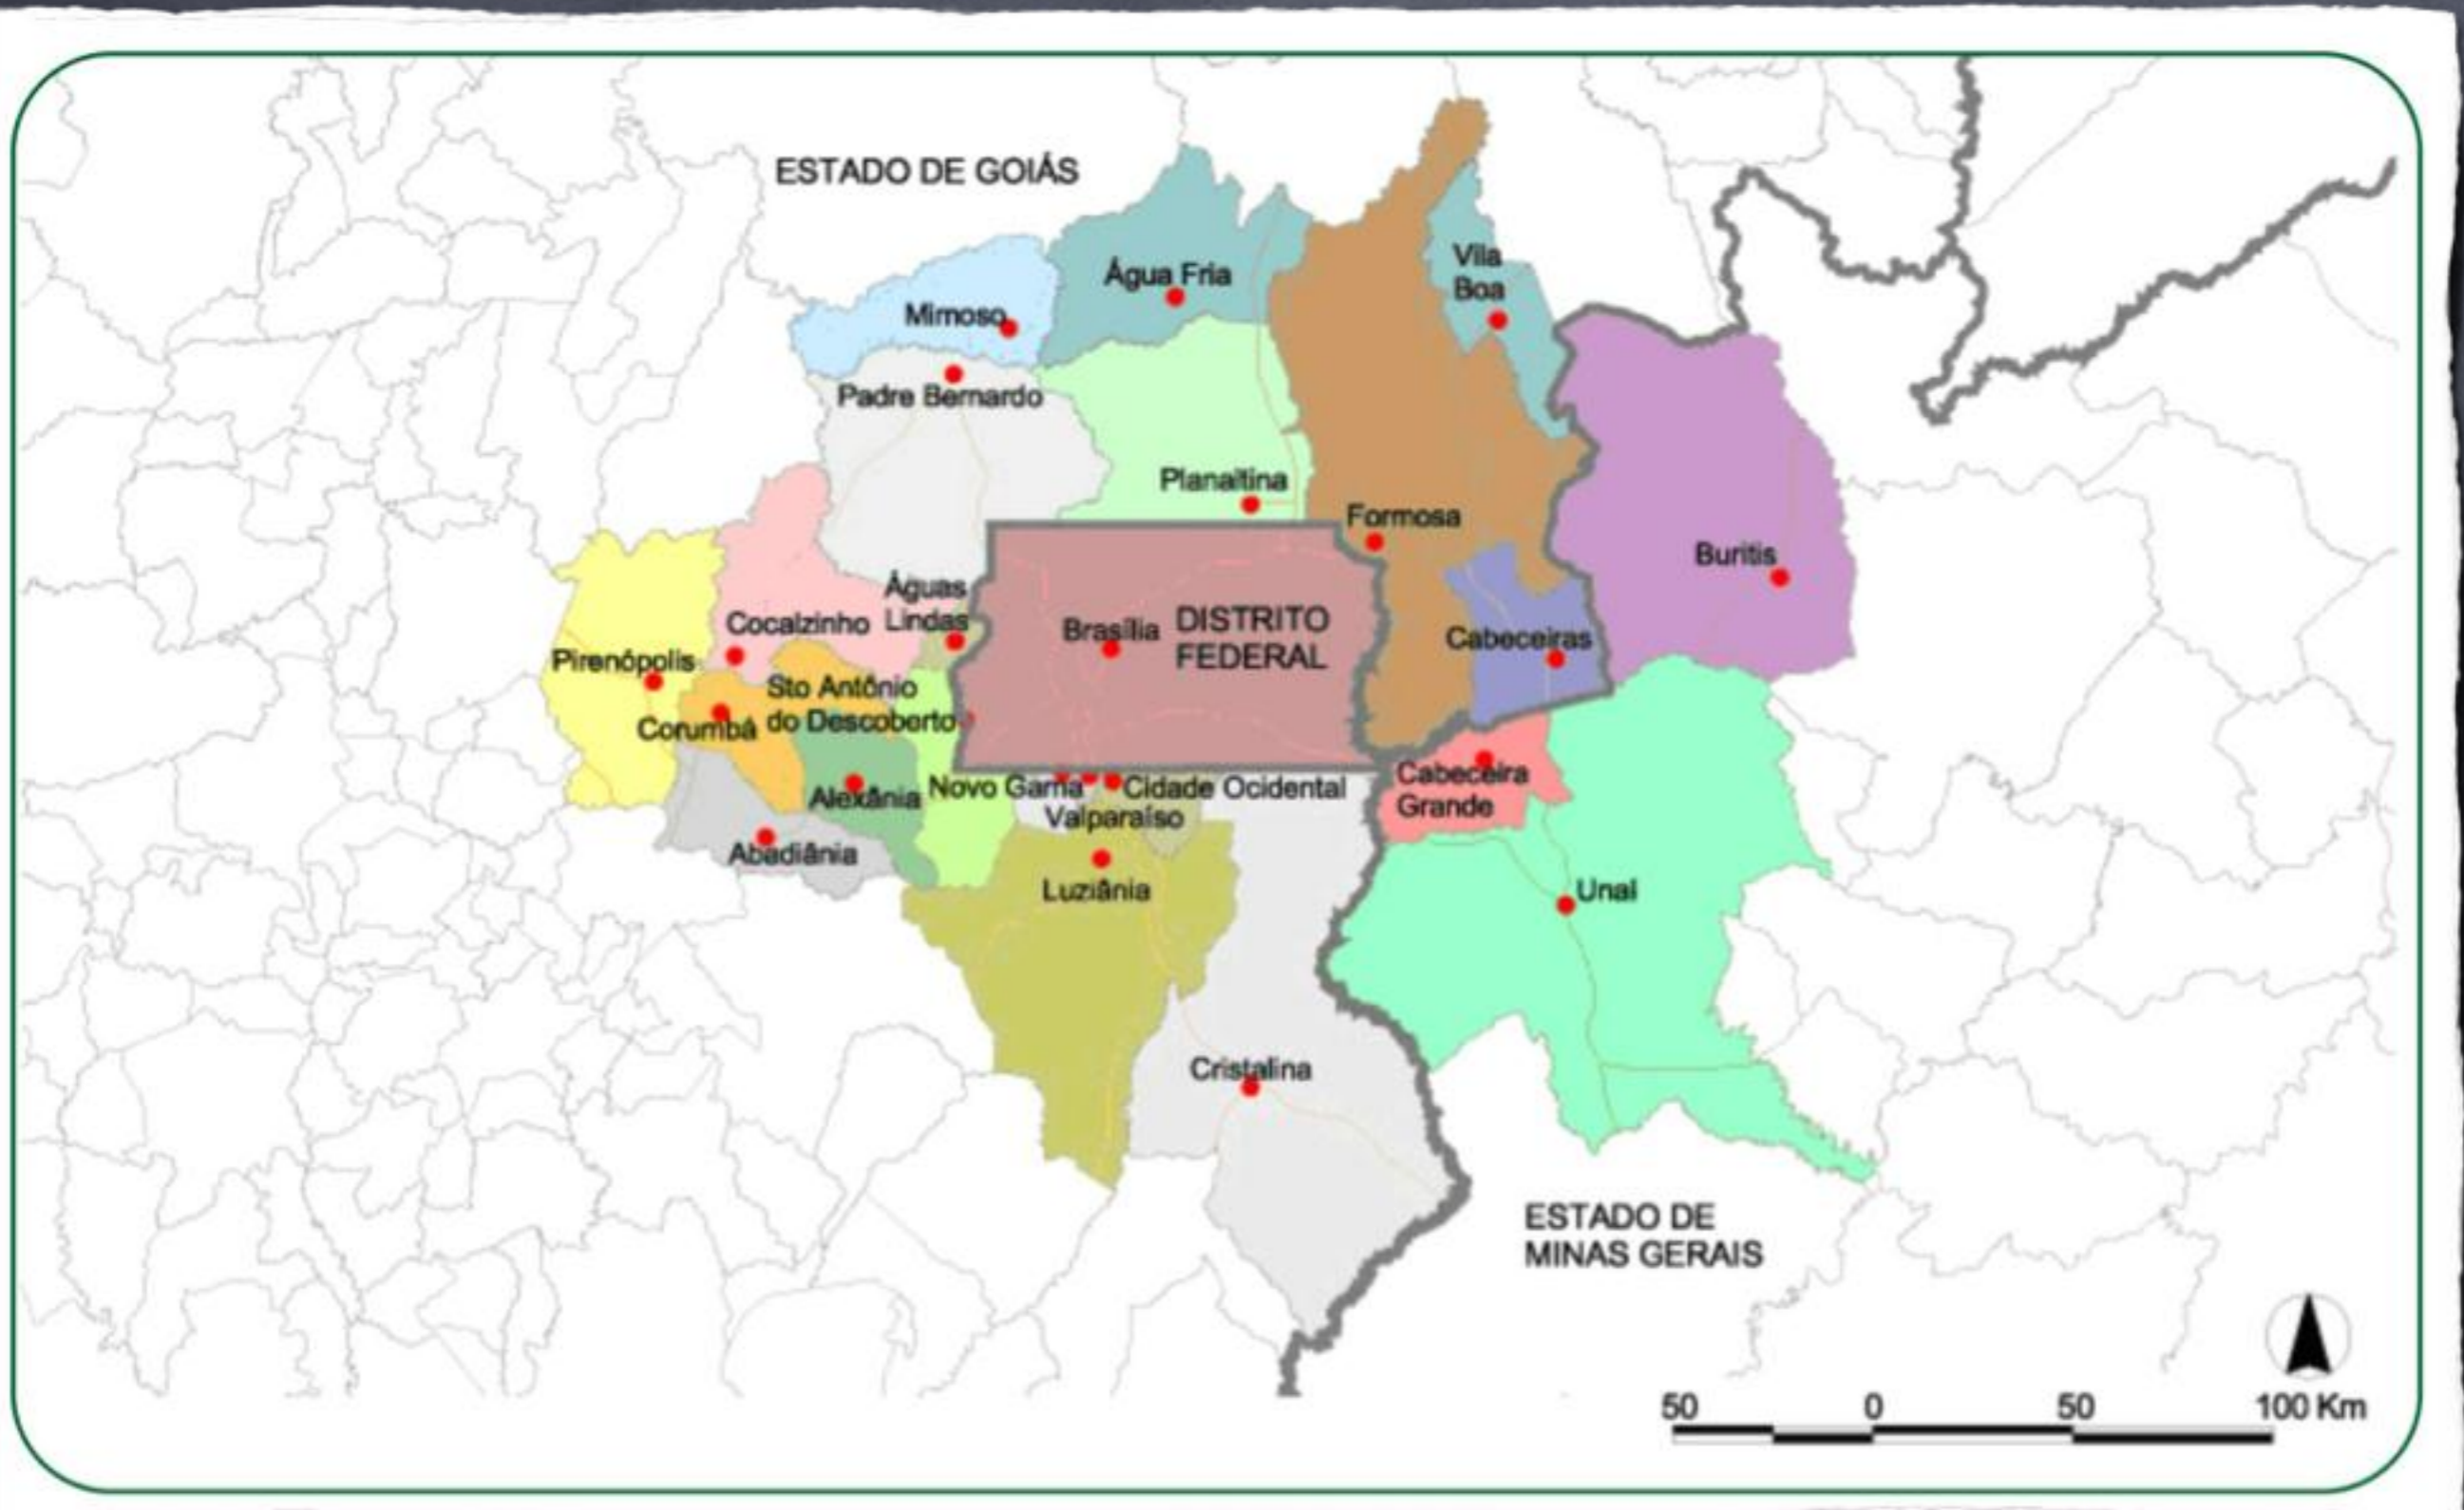 ESTADO DE GOIÁS
Água Fria
Vila
Boa
Mimoso
Padre Bernardo
Planaltina
Formosa
Buritis
Águas
Lindas
Cocalzinho
Brasília
DISTRITO
FEDERAL
Cabeceiras
Pirenópolis
Sto Antônio
do Descoberto
Corumbá
Alexânia
Novo Gama
Cidade Ocidental
Valparaíso
Cabeceira
Grande
Abadiânia
Luziânia
Unaí
Cristalina
ESTADO DE
MINAS GERAIS
50 0 50 100 Km